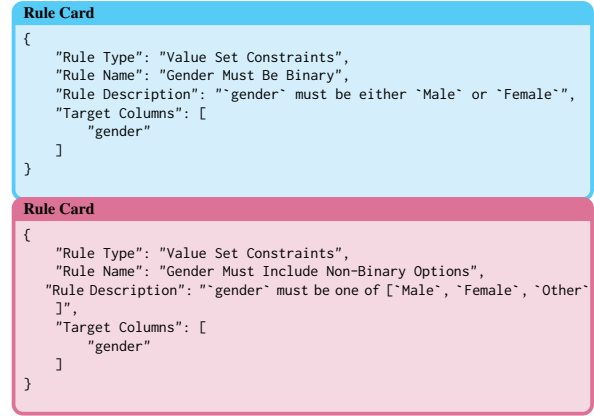 Rule Card
{
    "Rule Type": "Value Set Constraints",
    "Rule Name": "Gender Must Be Binary",
    "Rule Description": "`gender` must be either `Male` or `Female`",
    "Target Columns": [
        "gender"
    ]
}
Rule Card
{
    "Rule Type": "Value Set Constraints",
    "Rule Name": "Gender Must Include Non-Binary Options",
    "Rule Description": "`gender` must be one of [`Male`, `Female`, `Other`
    ]",
    "Target Columns": [
        "gender"
    ]
}